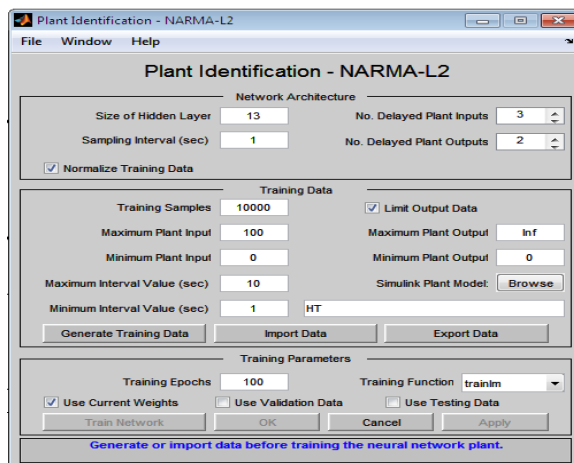 Plant Identification - NARMA-L2
File Window Help
Plant Identification - NARMA-L2
Network Architecture
Size of Hidden Layer 13 No. Delayed Plant Inputs 3
Sampling Interval (sec) 1 No. Delayed Plant Outputs 2
Normalize Training Data
Training Data
Training Samples 10000 Limit Output Data
Maximum Plant Input 100 Maximum Plant Output Inf
Minimum Plant Input 0 Minimum Plant Output 0
Maximum Interval Value (sec) 10 Simulink Plant Model: Browse
Minimum Interval Value (sec) 1 HT
Generate Training Data Import Data Export Data
Training Parameters
Training Epochs 100 Training Function trainlm
Use Current Weights Use Validation Data Use Testing Data
Train Network OK Cancel Apply
Generate or import data before training the neural network plant.